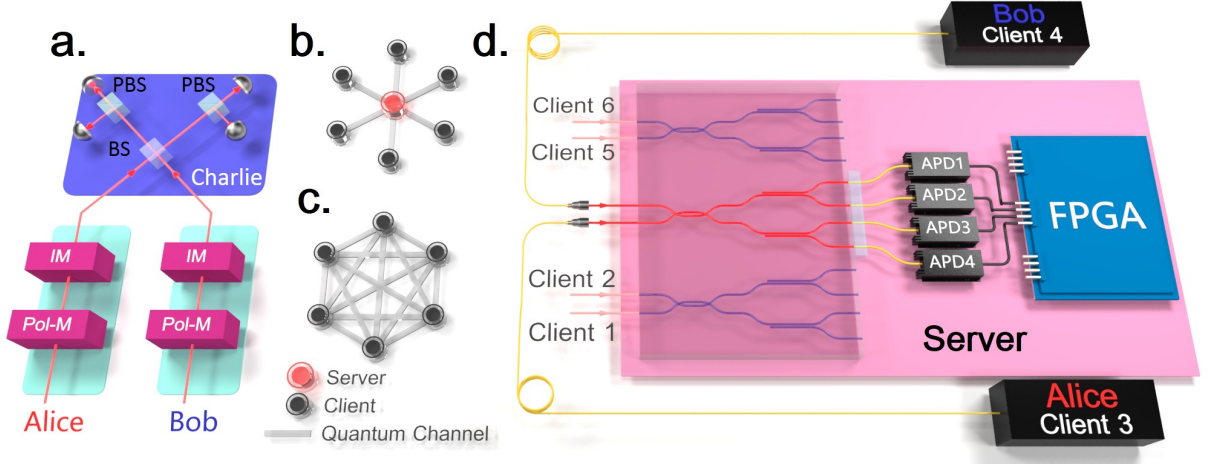 a.
PBS
PBS
BS
Charlie
IM
IM
Pol-M
Pol-M
Alice
Bob
b.
c.
Server
Client
Quantum Channel
d.
Bob
Client 4
Client 6
Client 5
APD1
APD2
APD3
APD4
FPGA
Client 2
Client 1
Server
Alice
Client 3